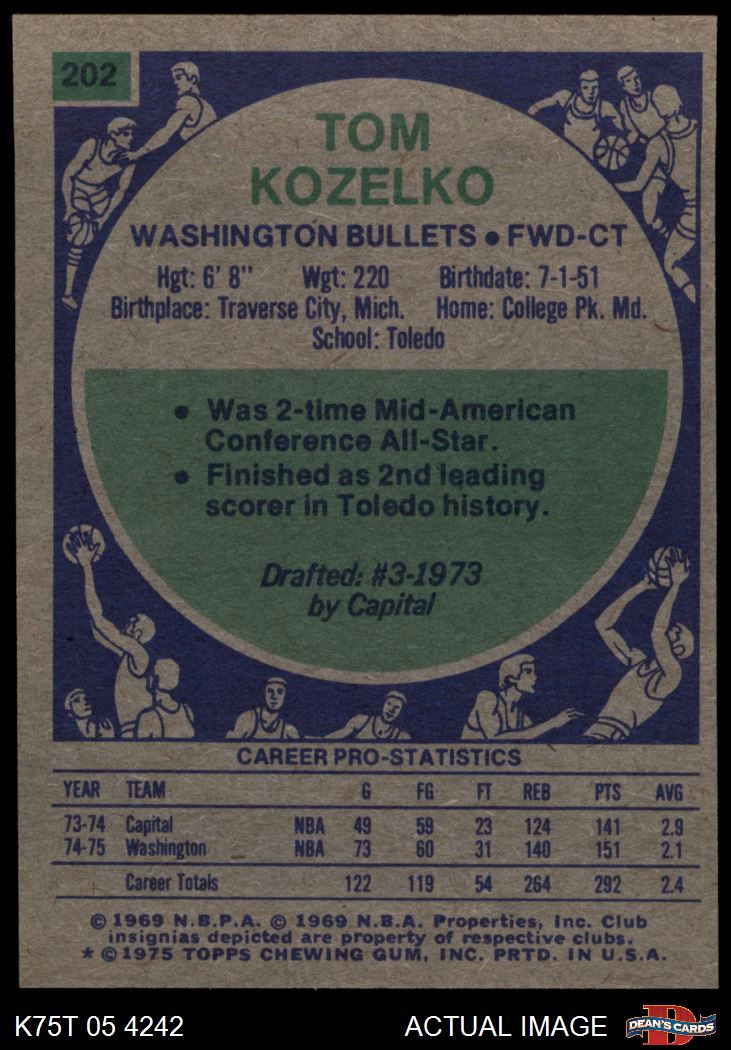 202
TOM
KOZELKO
WASHINGTON BULLETS • FWD-CT
Hgt: 6' 8" Wgt: 220 Birthdate: 7-1-51
Birthplace: Traverse City, Mich. Home: College Pk. Md.
School: Toledo
• Was 2-time Mid-American
Conference All-Star.
• Finished as 2nd leading
scorer in Toledo history.
Drafted: #3-1973
by Capital
CAREER PRO-STATISTICS
YEAR TEAM G FG FT REB PTS AVG
73-74 Capital NBA 49 59 23 124 141 2.9
74-75 Washington NBA 73 60 31 140 151 2.1
Career Totals 122 119 54 264 292 2.4
© 1969 N.B.P.A. © 1969 N.B.A. Properties, Inc. Club
insignias depicted are property of respective clubs.
* © 1975 TOPPS CHEWING GUM, INC. PRTD. IN U.S.A.
K75T 05 4242 ACTUAL IMAGE D DEAN'S CARDS